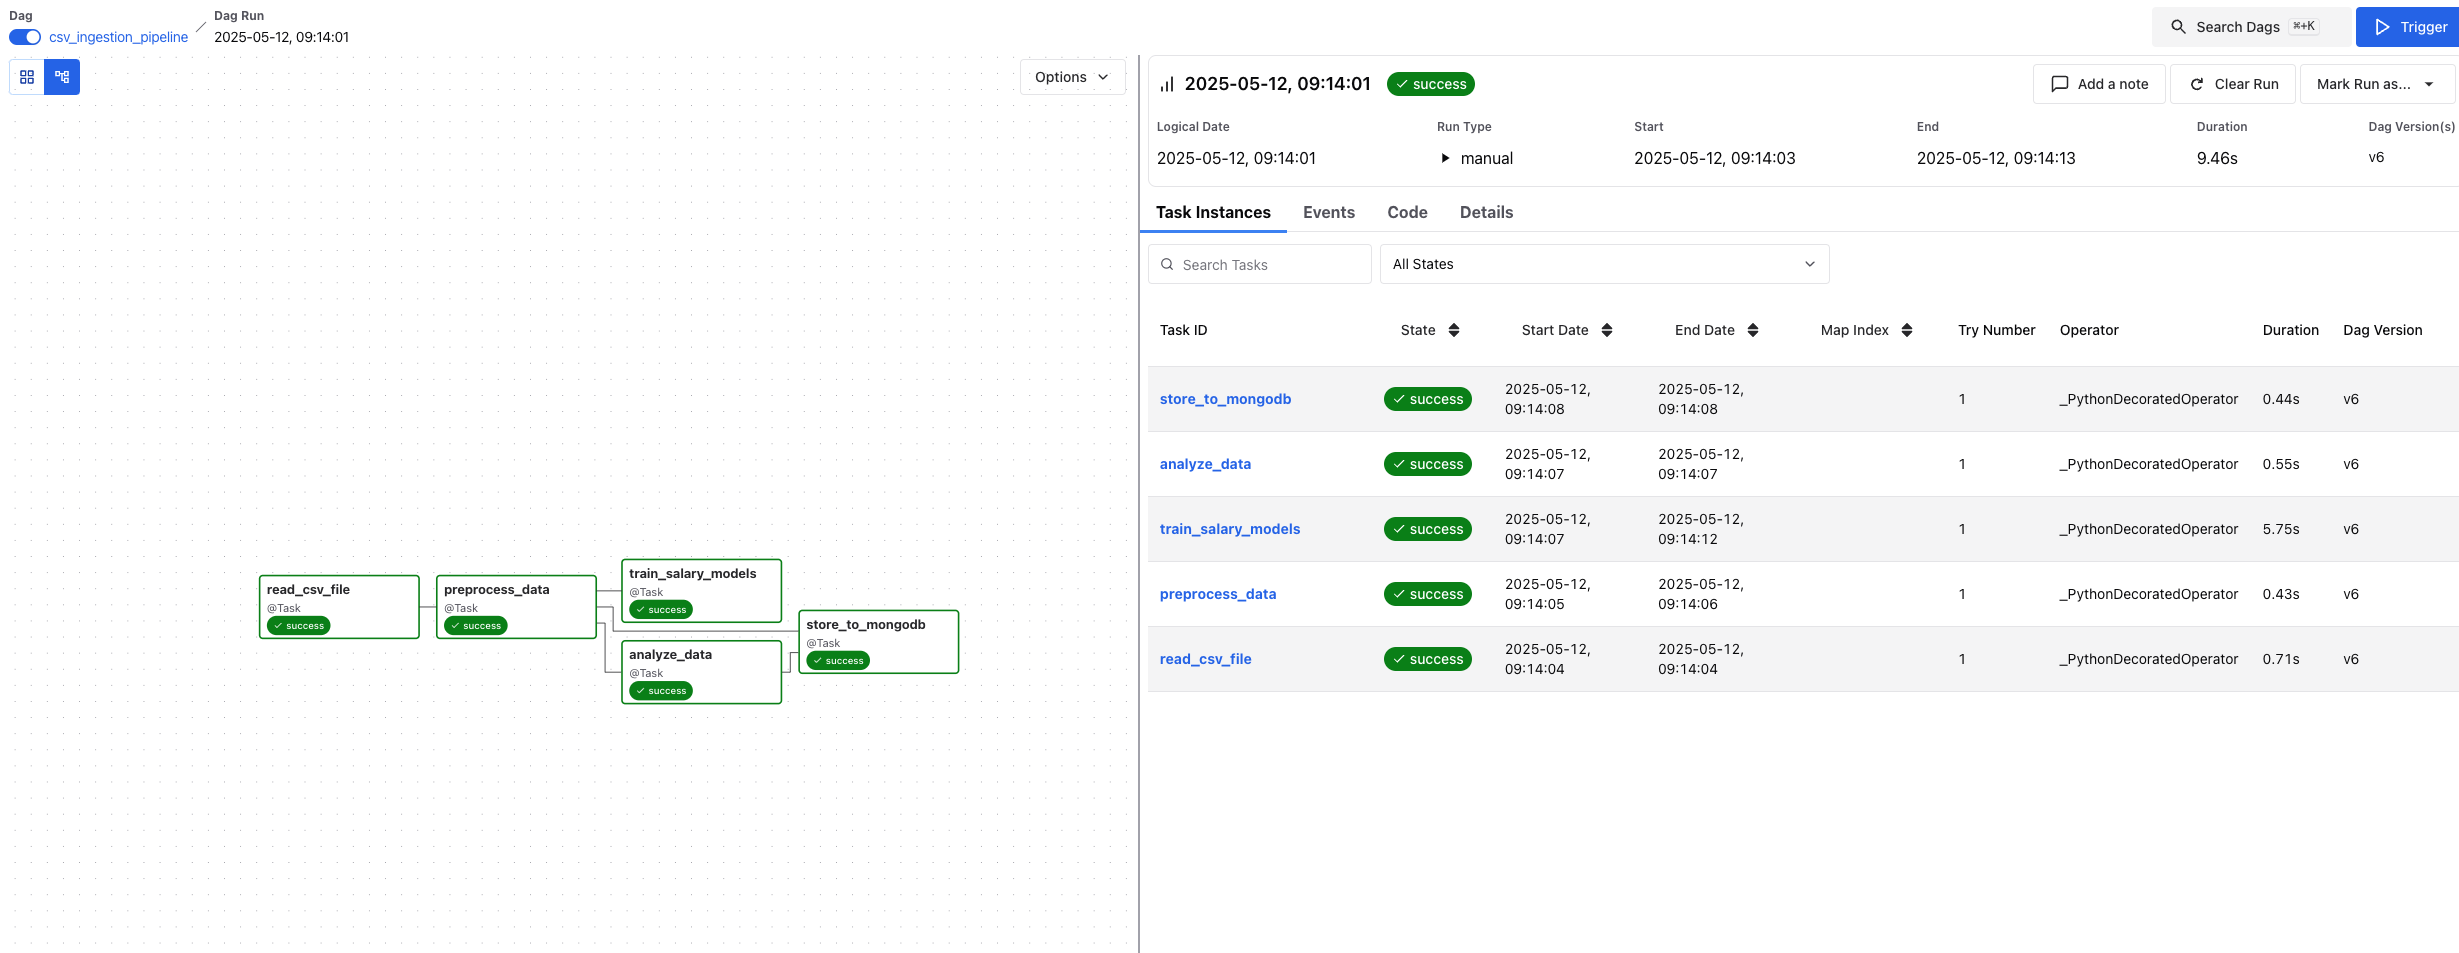 Dag
csv_ingestion_pipeline
Dag Run
2025-05-12, 09:14:01
Search Dags ⌘+K
Trigger
Options
2025-05-12, 09:14:01 success
Add a note
Clear Run
Mark Run as...
Logical Date Run Type Start End Duration Dag Version(s)
2025-05-12, 09:14:01 manual 2025-05-12, 09:14:03 2025-05-12, 09:14:13 9.46s v6
Task Instances Events Code Details
Search Tasks
All States
Task ID State Start Date End Date Map Index Try Number Operator Duration Dag Version
store_to_mongodb success 2025-05-12, 09:14:08 2025-05-12, 09:14:08 1 _PythonDecoratedOperator 0.44s v6
analyze_data success 2025-05-12, 09:14:07 2025-05-12, 09:14:07 1 _PythonDecoratedOperator 0.55s v6
train_salary_models success 2025-05-12, 09:14:07 2025-05-12, 09:14:12 1 _PythonDecoratedOperator 5.75s v6
preprocess_data success 2025-05-12, 09:14:05 2025-05-12, 09:14:06 1 _PythonDecoratedOperator 0.43s v6
read_csv_file success 2025-05-12, 09:14:04 2025-05-12, 09:14:04 1 _PythonDecoratedOperator 0.71s v6
read_csv_file
@Task
success
preprocess_data
@Task
success
train_salary_models
@Task
success
analyze_data
@Task
success
store_to_mongodb
@Task
success